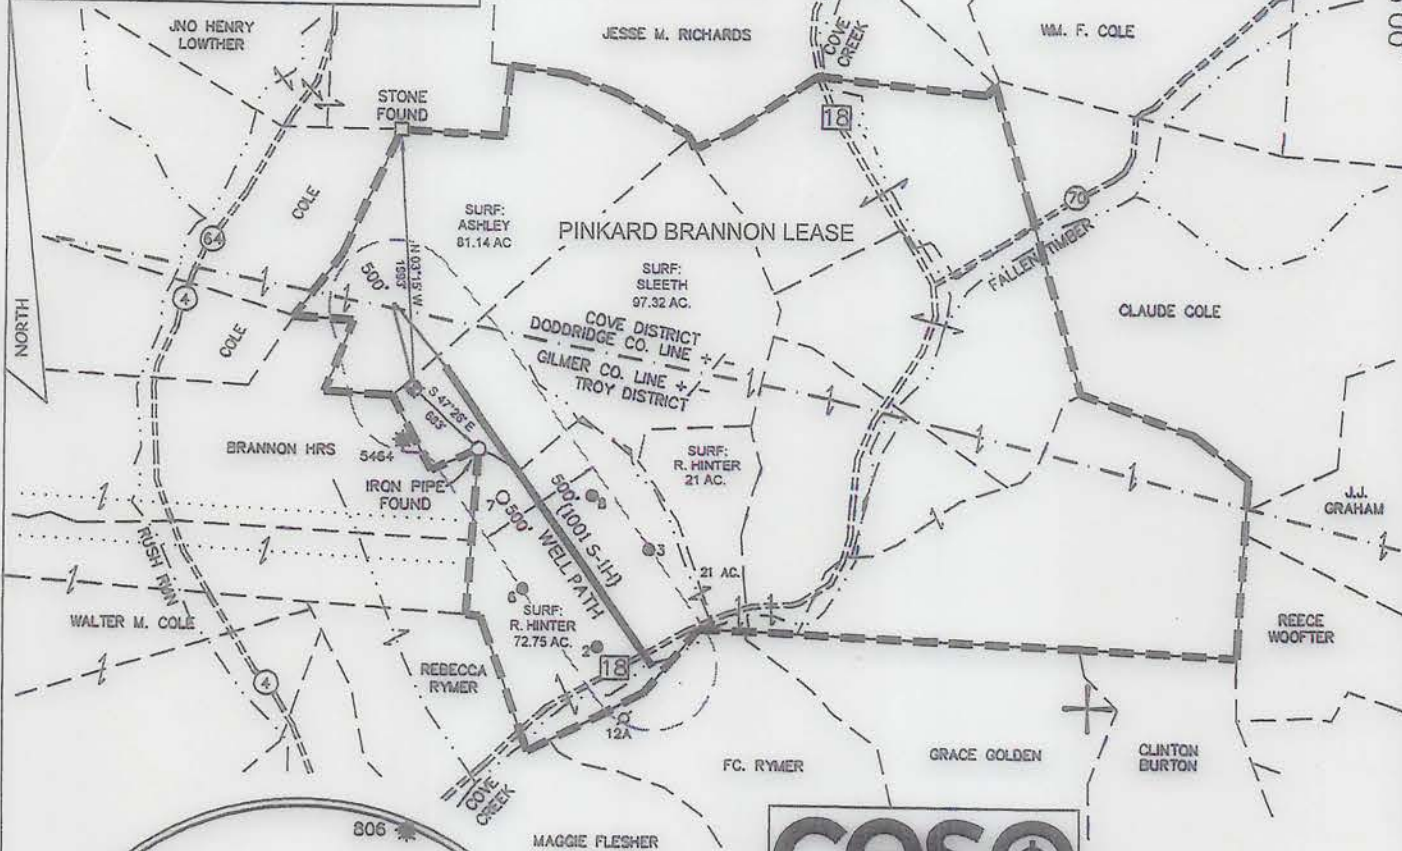 JNO HENRY
LOWTHER
JESSE M. RICHARDS
COVE
CREEK
WM. F. COLE
STONE
FOUND
18
COLE
SURF:
ASHLEY
81.14 AC
PINKARD BRANNON LEASE
70
FALLEN TIMBER
64
4
NORTH
500'
N 03°15' W
1993'
SURF:
SLEETH
97.32 AC.
COVE DISTRICT
DODDRIDGE CO. LINE +/-
GILMER CO. LINE +/-
TROY DISTRICT
CLAUDE COLE
COLE
S 47°26' E
683'
BRANNON HRS
5464
IRON PIPE
FOUND
SURF:
R. HINTER
21 AC.
J.J.
GRAHAM
7
500'
500' (1001 S-1H)
WELL PATH
8
3
RUSH RUN
21 AC.
6
SURF:
R. HINTER
72.75 AC.
2
18
WALTER M. COLE
REECE
WOOFTER
REBECCA
RYMER
4
12A
FC. RYMER
GRACE GOLDEN
CLINTON
BURTON
COVE
CREEK
806
MAGGIE FLESHER